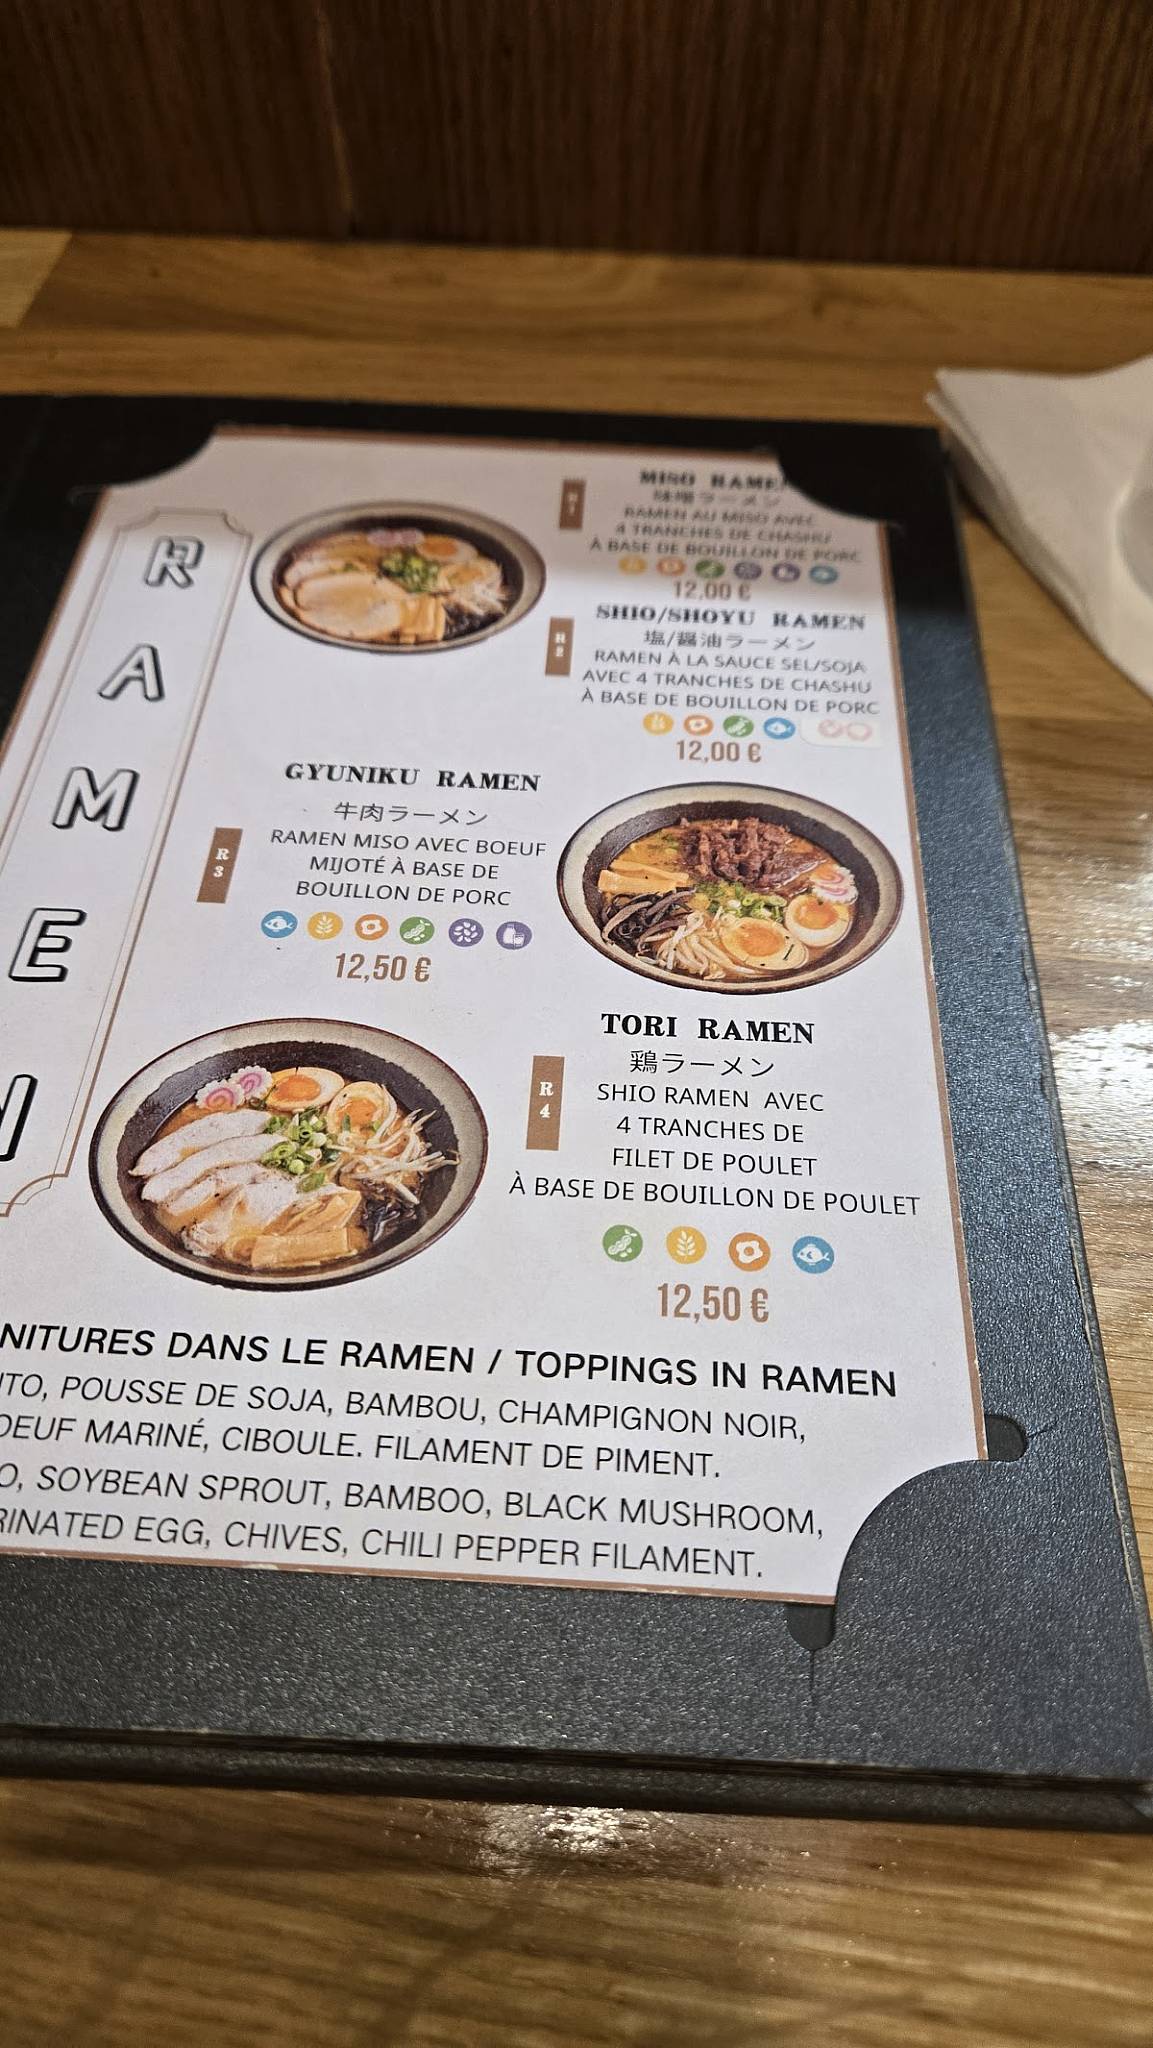 RAMEN
R1
MISO RAMEN
味噌ラーメン
RAMEN AU MISO AVEC
4 TRANCHES DE CHASHU
À BASE DE BOUILLON DE PORC
12,00 €
R2
SHIO/SHOYU RAMEN
塩/醤油ラーメン
RAMEN À LA SAUCE SEL/SOJA
AVEC 4 TRANCHES DE CHASHU
À BASE DE BOUILLON DE PORC
12,00 €
R3
GYUNIKU RAMEN
牛肉ラーメン
RAMEN MISO AVEC BOEUF
MIJOTÉ À BASE DE
BOUILLON DE PORC
12,50 €
R4
TORI RAMEN
鶏ラーメン
SHIO RAMEN AVEC
4 TRANCHES DE
FILET DE POULET
À BASE DE BOUILLON DE POULET
12,50 €
NITURES DANS LE RAMEN / TOPPINGS IN RAMEN
TO, POUSSE DE SOJA, BAMBOU, CHAMPIGNON NOIR,
OEUF MARINÉ, CIBOULE. FILAMENT DE PIMENT.
O, SOYBEAN SPROUT, BAMBOO, BLACK MUSHROOM,
RINATED EGG, CHIVES, CHILI PEPPER FILAMENT.